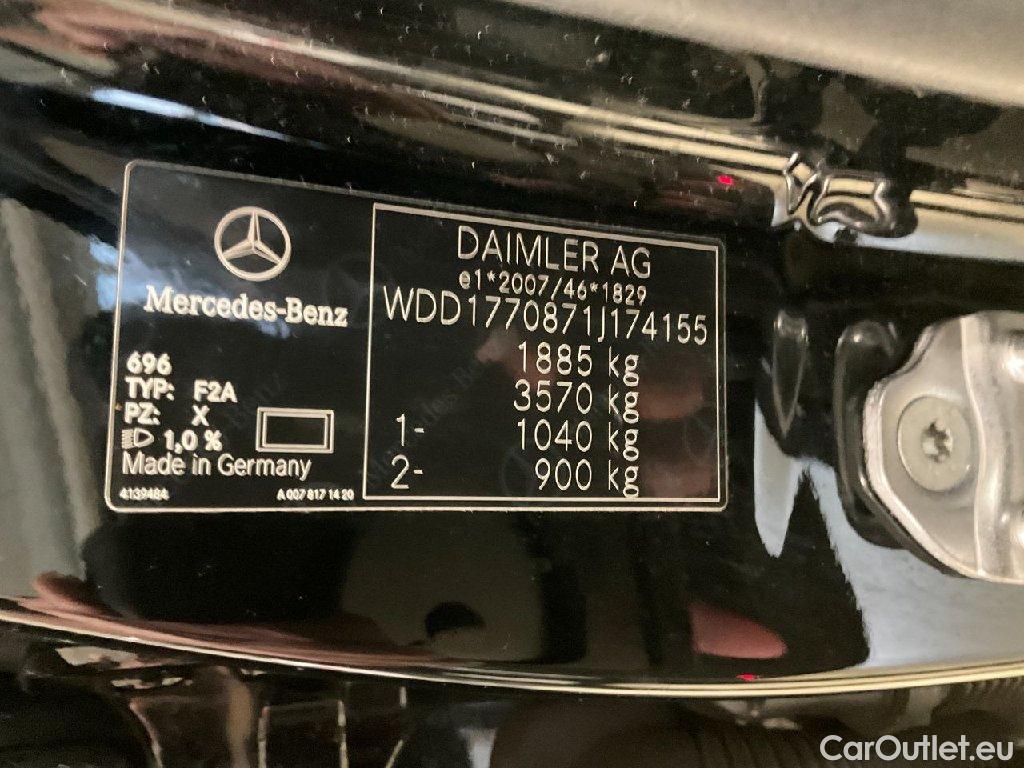 Mercedes-Benz
696
TYP: F2A
PZ: X
1,0 %
Made in Germany
4139484
A 007 817 14 20
DAIMLER AG
e1*2007/46*1829
WDD1770871J174155
1885 kg
3570 kg
1- 1040 kg
2- 900 kg
CarOutlet.eu